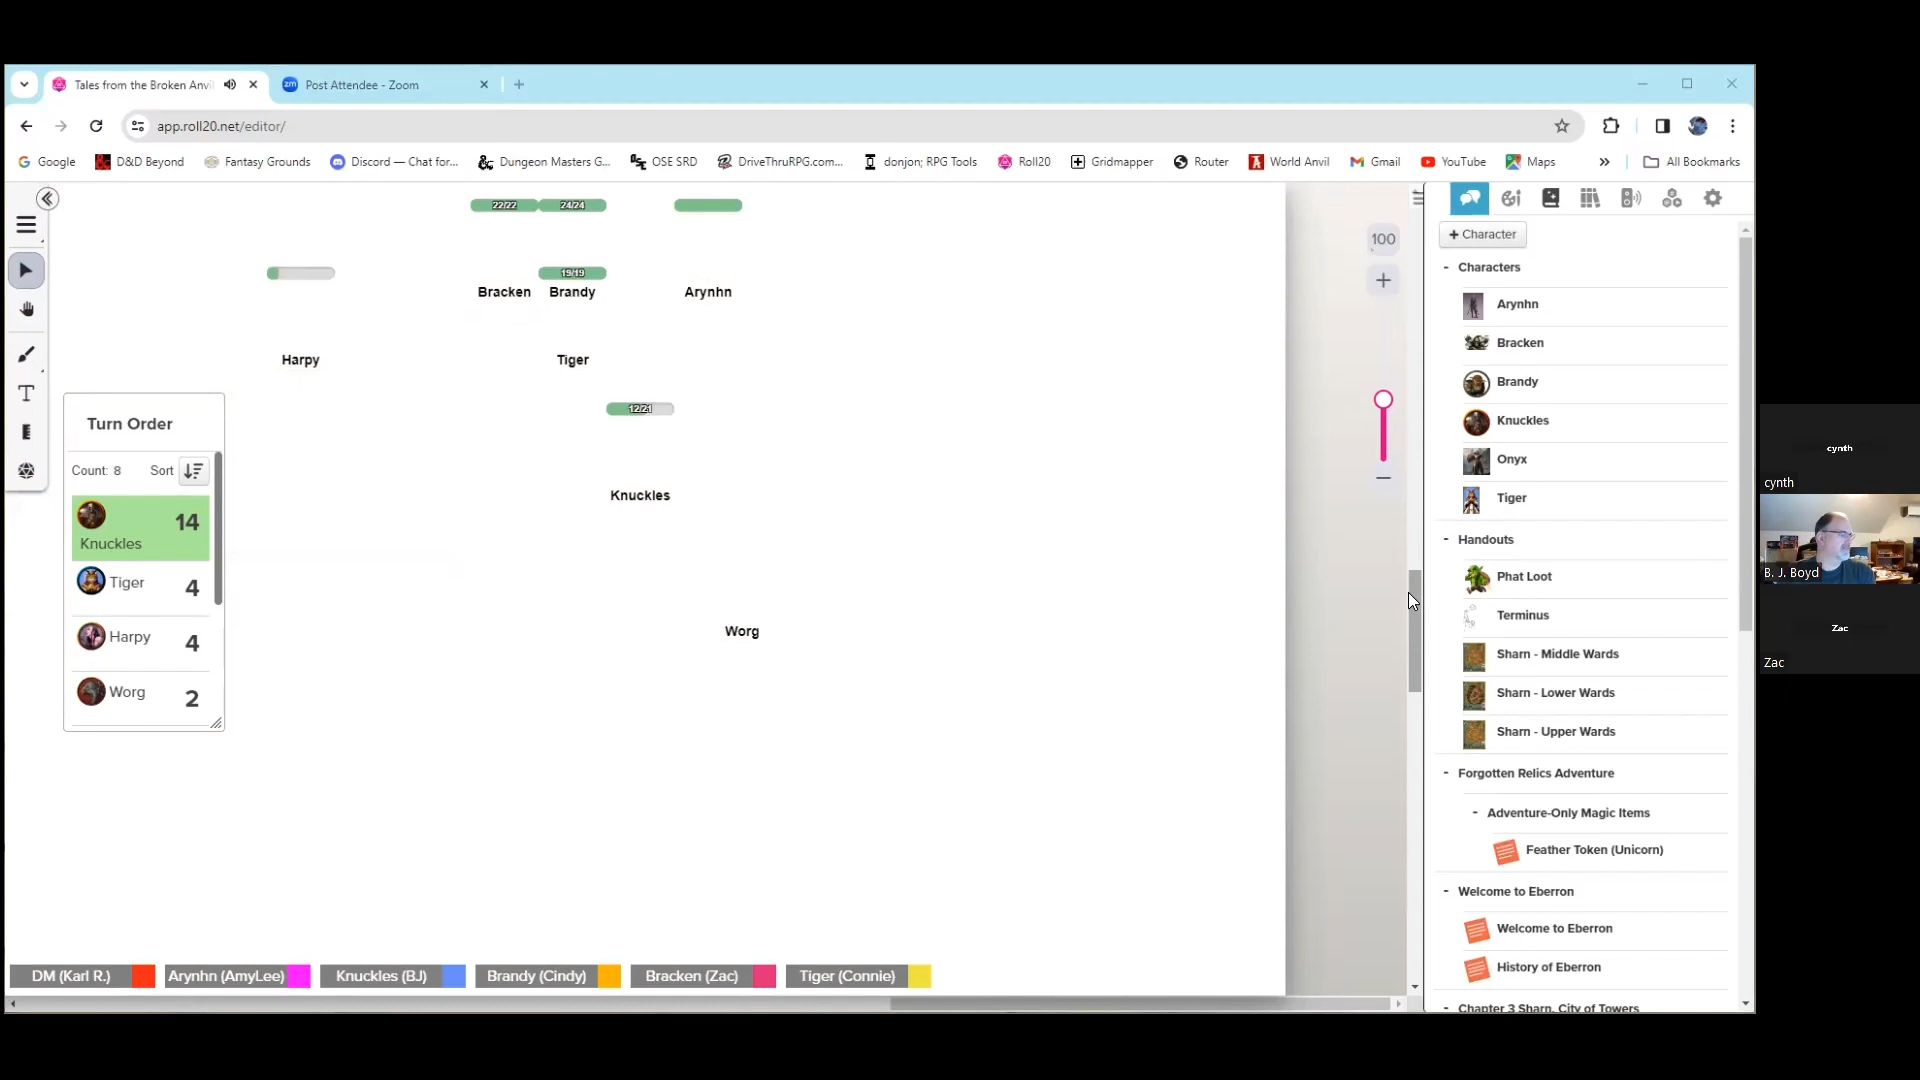 Tales from the Broken Anvi
Post Attendee - Zoom
app.roll20.net/editor/
Google
D&D Beyond
Fantasy Grounds
Discord — Chat for...
Dungeon Masters G...
OSE SRD
DriveThruRPG.com...
donjon; RPG Tools
Roll20
Gridmapper
Router
World Anvil
Gmail
YouTube
Maps
All Bookmarks
22/22
24/24
19/19
Bracken
Brandy
Arynhn
Harpy
Tiger
12/21
Knuckles
Worg
100
Turn Order
Count: 8
Sort
Knuckles
14
Tiger
4
Harpy
4
Worg
2
DM (Karl R.)
Arynhn (AmyLee)
Knuckles (BJ)
Brandy (Cindy)
Bracken (Zac)
Tiger (Connie)
+ Character
- Characters
Arynhn
Bracken
Brandy
Knuckles
Onyx
Tiger
- Handouts
Phat Loot
Terminus
Sharn - Middle Wards
Sharn - Lower Wards
Sharn - Upper Wards
- Forgotten Relics Adventure
- Adventure-Only Magic Items
Feather Token (Unicorn)
- Welcome to Eberron
Welcome to Eberron
History of Eberron
- Chapter 3 Sharn, City of Towers
cynth
cynth
B. J. Boyd
Zac
Zac